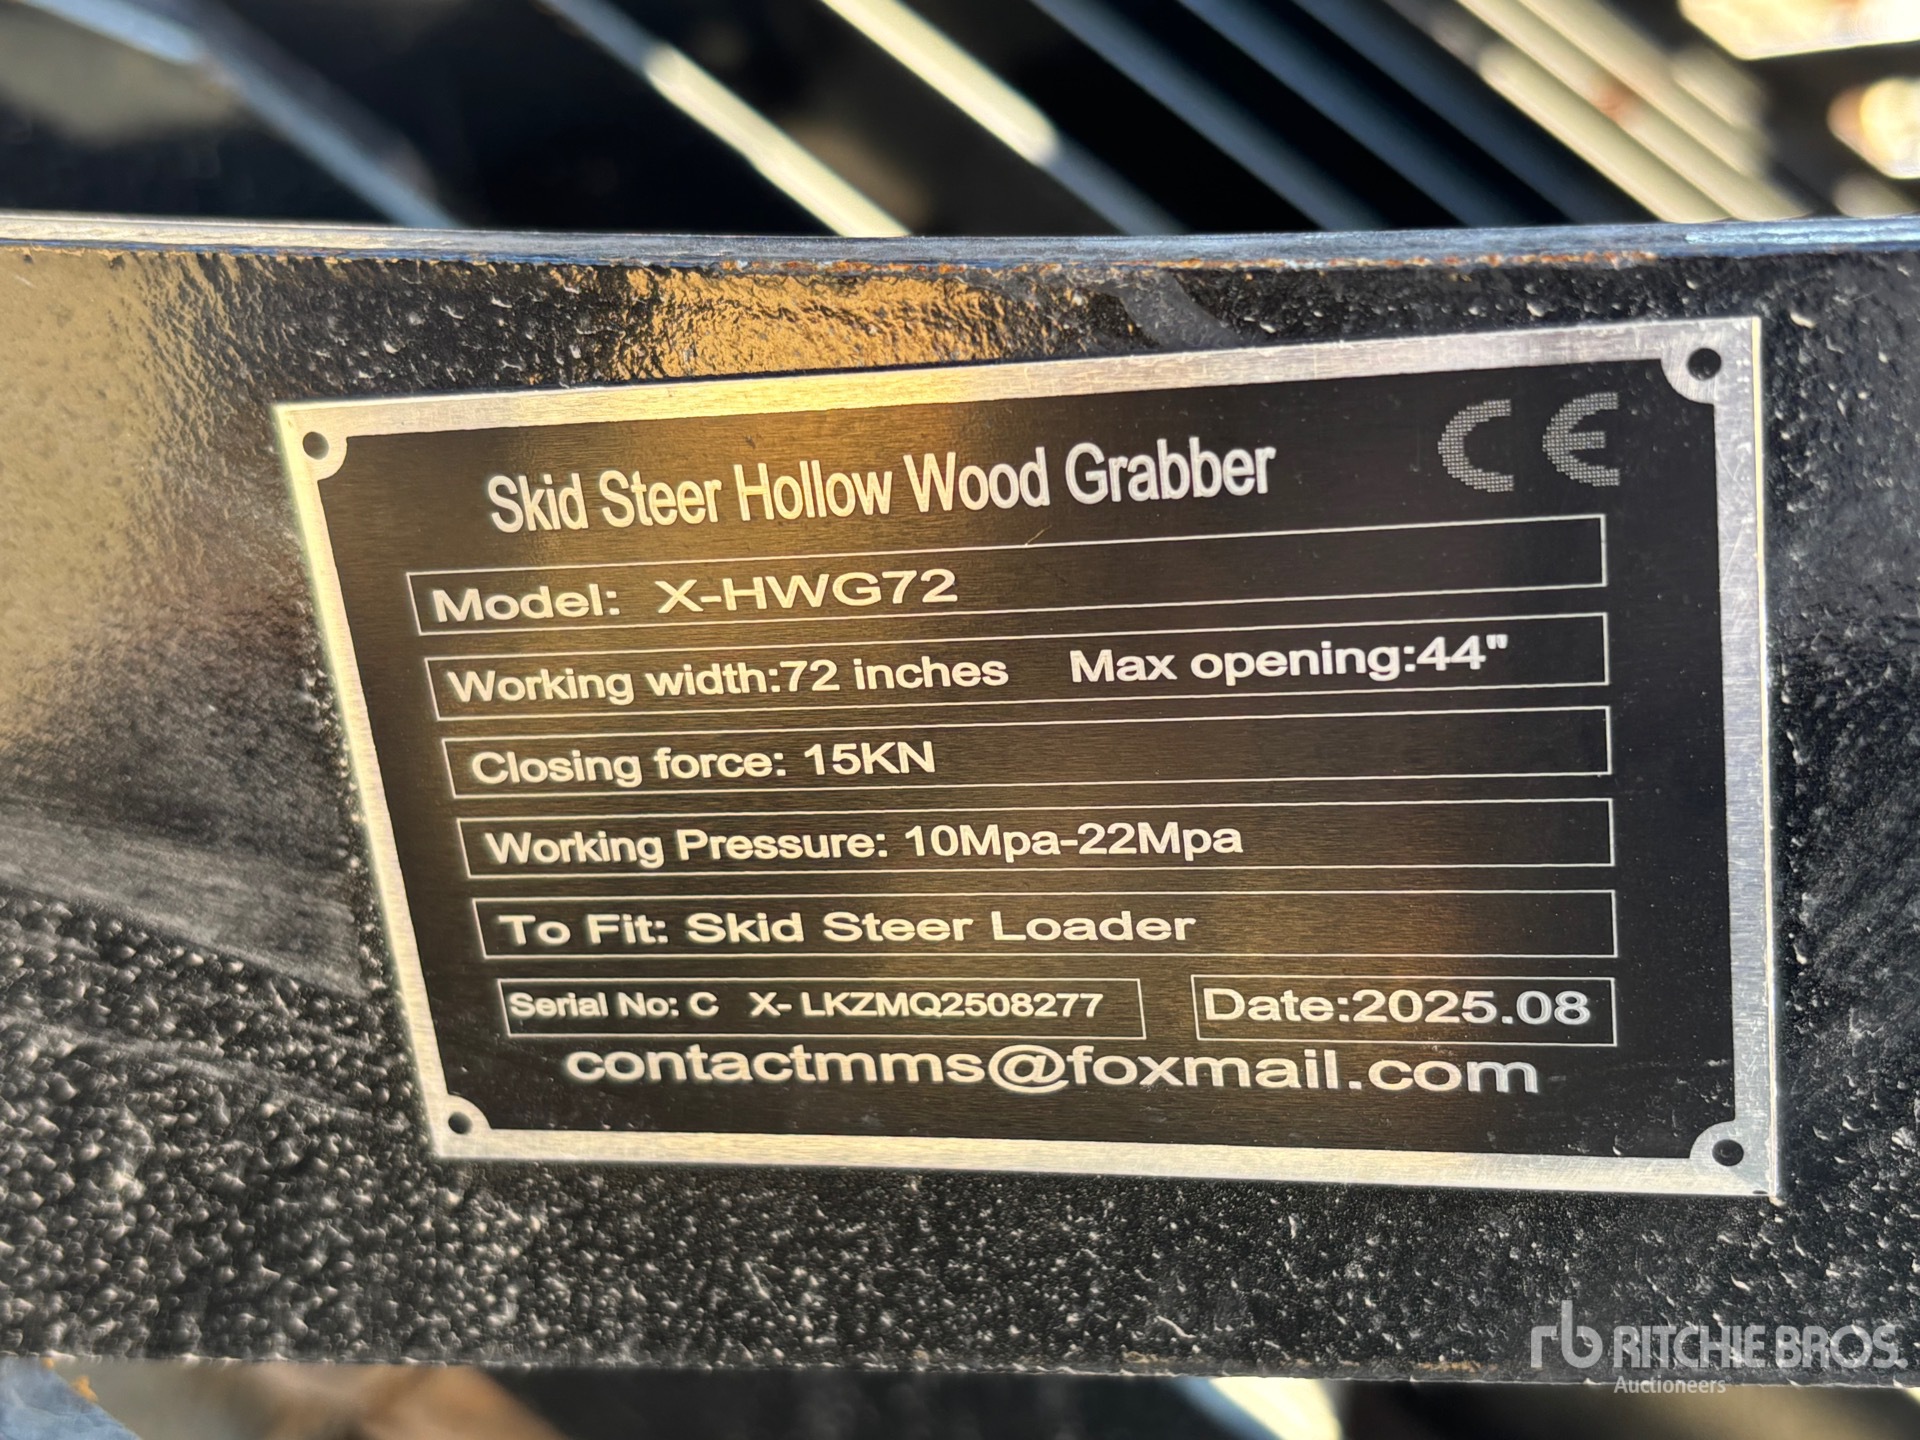 CE
Skid Steer Hollow Wood Grabber
Model: X-HWG72
Working width:72 inches Max opening:44"
Closing force: 15KN
Working Pressure: 10Mpa-22Mpa
To Fit: Skid Steer Loader
Serial No: C X- LKZMQ2508277 Date:2025.08
contactmms@foxmail.com
rb RITCHIE BROS.
Auctioneers